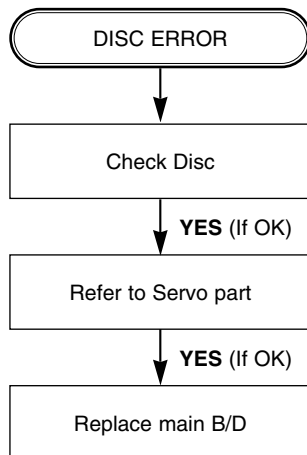 DISC ERROR
Check Disc
YES (If OK)
Refer to Servo part
YES (If OK)
Replace main B/D